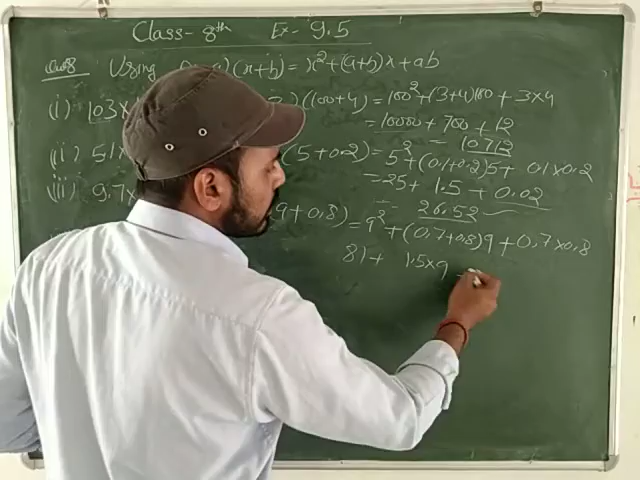 Class- 8th Ex- 9.5
Using (x+b) = x²+(a+b)x+ab
(i) 103× )(100+4) = 100²+(3+4)100 + 3×4
= 10000 + 700 + 12
= 10712
(ii) 5.1× (5+0.2) = 5²+(0.1+0.2)5+ 0.1×0.2
= 25+ 1.5 + 0.02
= 26.52
(iii) 9.7× 9+0.8) = 9²+(0.7+0.8)9+0.7×0.8
81+ 1.5×9